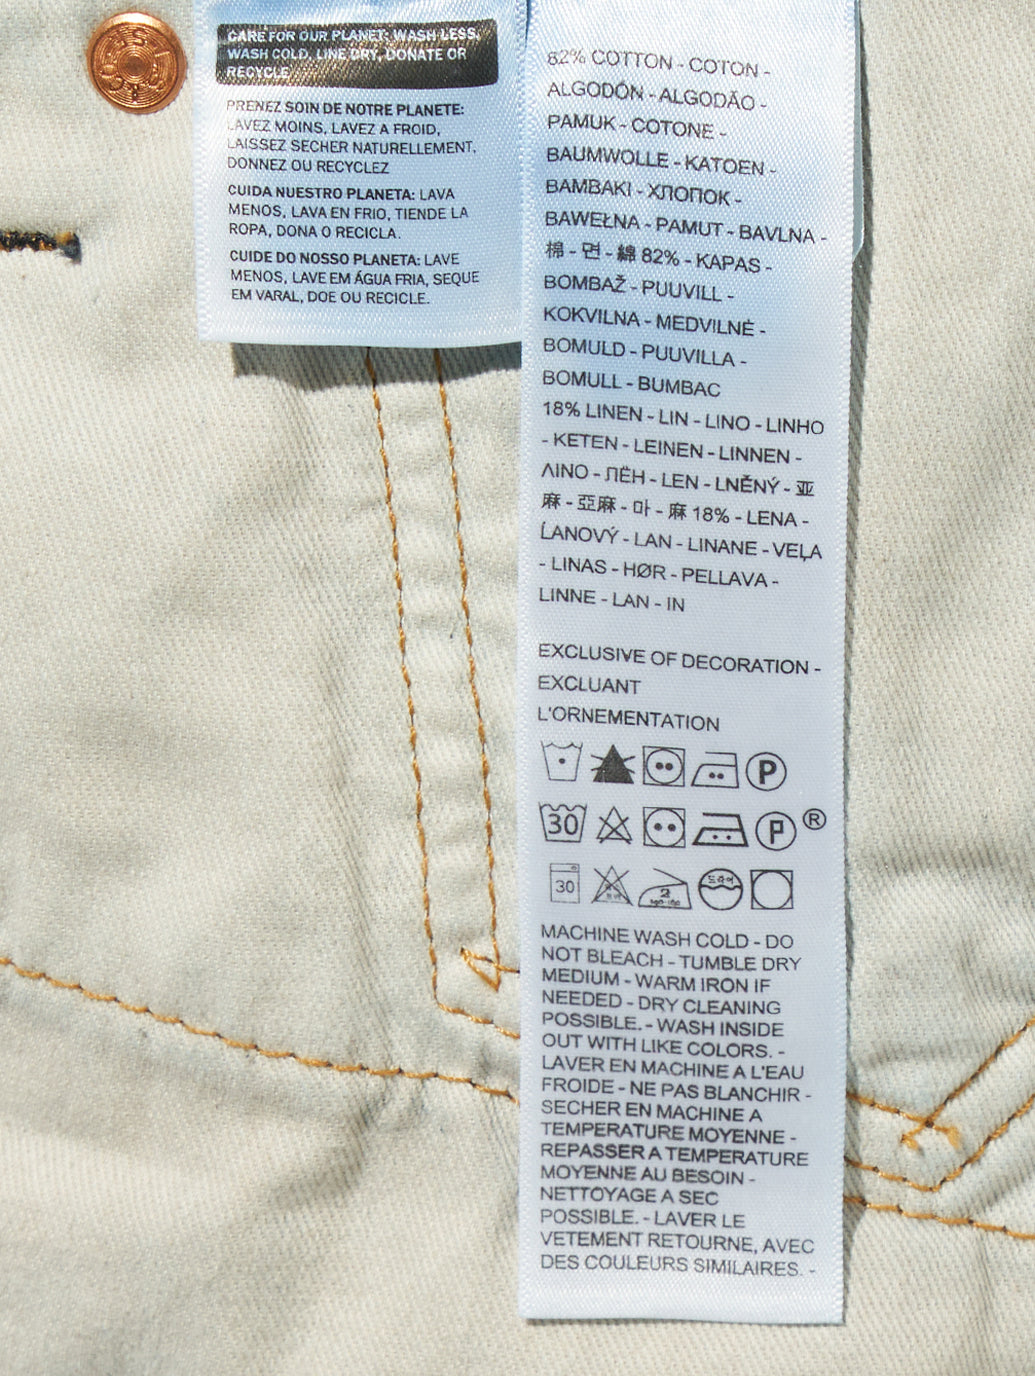 CARE FOR OUR PLANET: WASH LESS,
WASH COLD, LINE DRY, DONATE OR
RECYCLE
PRENEZ SOIN DE NOTRE PLANETE:
LAVEZ MOINS, LAVEZ A FROID,
LAISSEZ SECHER NATURELLEMENT,
DONNEZ OU RECYCLEZ
CUIDA NUESTRO PLANETA: LAVA
MENOS, LAVA EN FRIO, TIENDE LA
ROPA, DONA O RECICLA.
CUIDE DO NOSSO PLANETA: LAVE
MENOS, LAVE EM ÁGUA FRIA, SEQUE
EM VARAL, DOE OU RECICLE.
82% COTTON - COTON -
ALGODÓN - ALGODÃO -
PAMUK - COTONE -
BAUMWOLLE - KATOEN -
BAMBAKI - ХЛОПОК -
BAWEŁNA - PAMUT - BAVLNA -
棉 - 면 - 綿 82% - KAPAS -
BOMBAŽ - PUUVILL -
KOKVILNA - MEDVILNĖ -
BOMULD - PUUVILLA -
BOMULL - BUMBAC
18% LINEN - LIN - LINO - LINHO
- KETEN - LEINEN - LINNEN -
ΛΙΝΟ - ЛЁН - LEN - LNĚNÝ - 亚
麻 - 亞麻 - 마 - 麻 18% - LENA -
ĽANOVÝ - LAN - LINANE - VEĻA
- LINAS - HØR - PELLAVA -
LINNE - LAN - IN
EXCLUSIVE OF DECORATION -
EXCLUANT
L'ORNEMENTATION
P
30 P ®
30 드라이
MACHINE WASH COLD - DO
NOT BLEACH - TUMBLE DRY
MEDIUM - WARM IRON IF
NEEDED - DRY CLEANING
POSSIBLE. - WASH INSIDE
OUT WITH LIKE COLORS. -
LAVER EN MACHINE A L'EAU
FROIDE - NE PAS BLANCHIR -
SECHER EN MACHINE A
TEMPERATURE MOYENNE -
REPASSER A TEMPERATURE
MOYENNE AU BESOIN -
NETTOYAGE A SEC
POSSIBLE. - LAVER LE
VETEMENT RETOURNE, AVEC
DES COULEURS SIMILAIRES. -